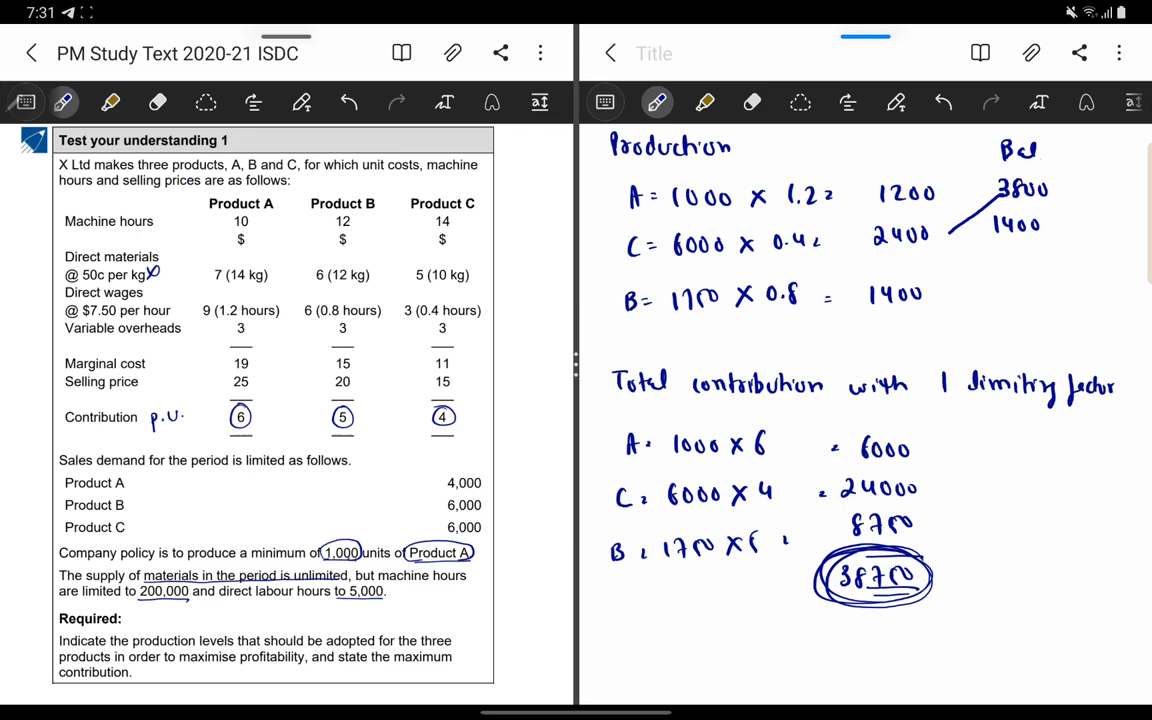 7:31
PM Study Text 2020-21 ISDC
Title
Test your understanding 1
X Ltd makes three products, A, B and C, for which unit costs, machine
hours and selling prices are as follows:
Product A Product B Product C
Machine hours 10 12 14
$ $ $
Direct materials
@ 50c per kg 7 (14 kg) 6 (12 kg) 5 (10 kg)
Direct wages
@ $7.50 per hour 9 (1.2 hours) 6 (0.8 hours) 3 (0.4 hours)
Variable overheads 3 3 3
Marginal cost 19 15 11
Selling price 25 20 15
Contribution p.u. 6 5 4
Sales demand for the period is limited as follows.
Product A 4,000
Product B 6,000
Product C 6,000
Company policy is to produce a minimum of 1,000 units of Product A.
The supply of materials in the period is unlimited, but machine hours
are limited to 200,000 and direct labour hours to 5,000.
Required:
Indicate the production levels that should be adopted for the three
products in order to maximise profitability, and state the maximum
contribution.
Production
Bal
A = 1000 X 1.2 = 1200 3800
C = 6000 X 0.4 = 2400 1400
B = 1750 X 0.8 = 1400
Total contribution with 1 limiting factor
A = 1000 X 6 = 6000
C = 6000 X 4 = 24000
B = 1750 X 5 = 8750
38750